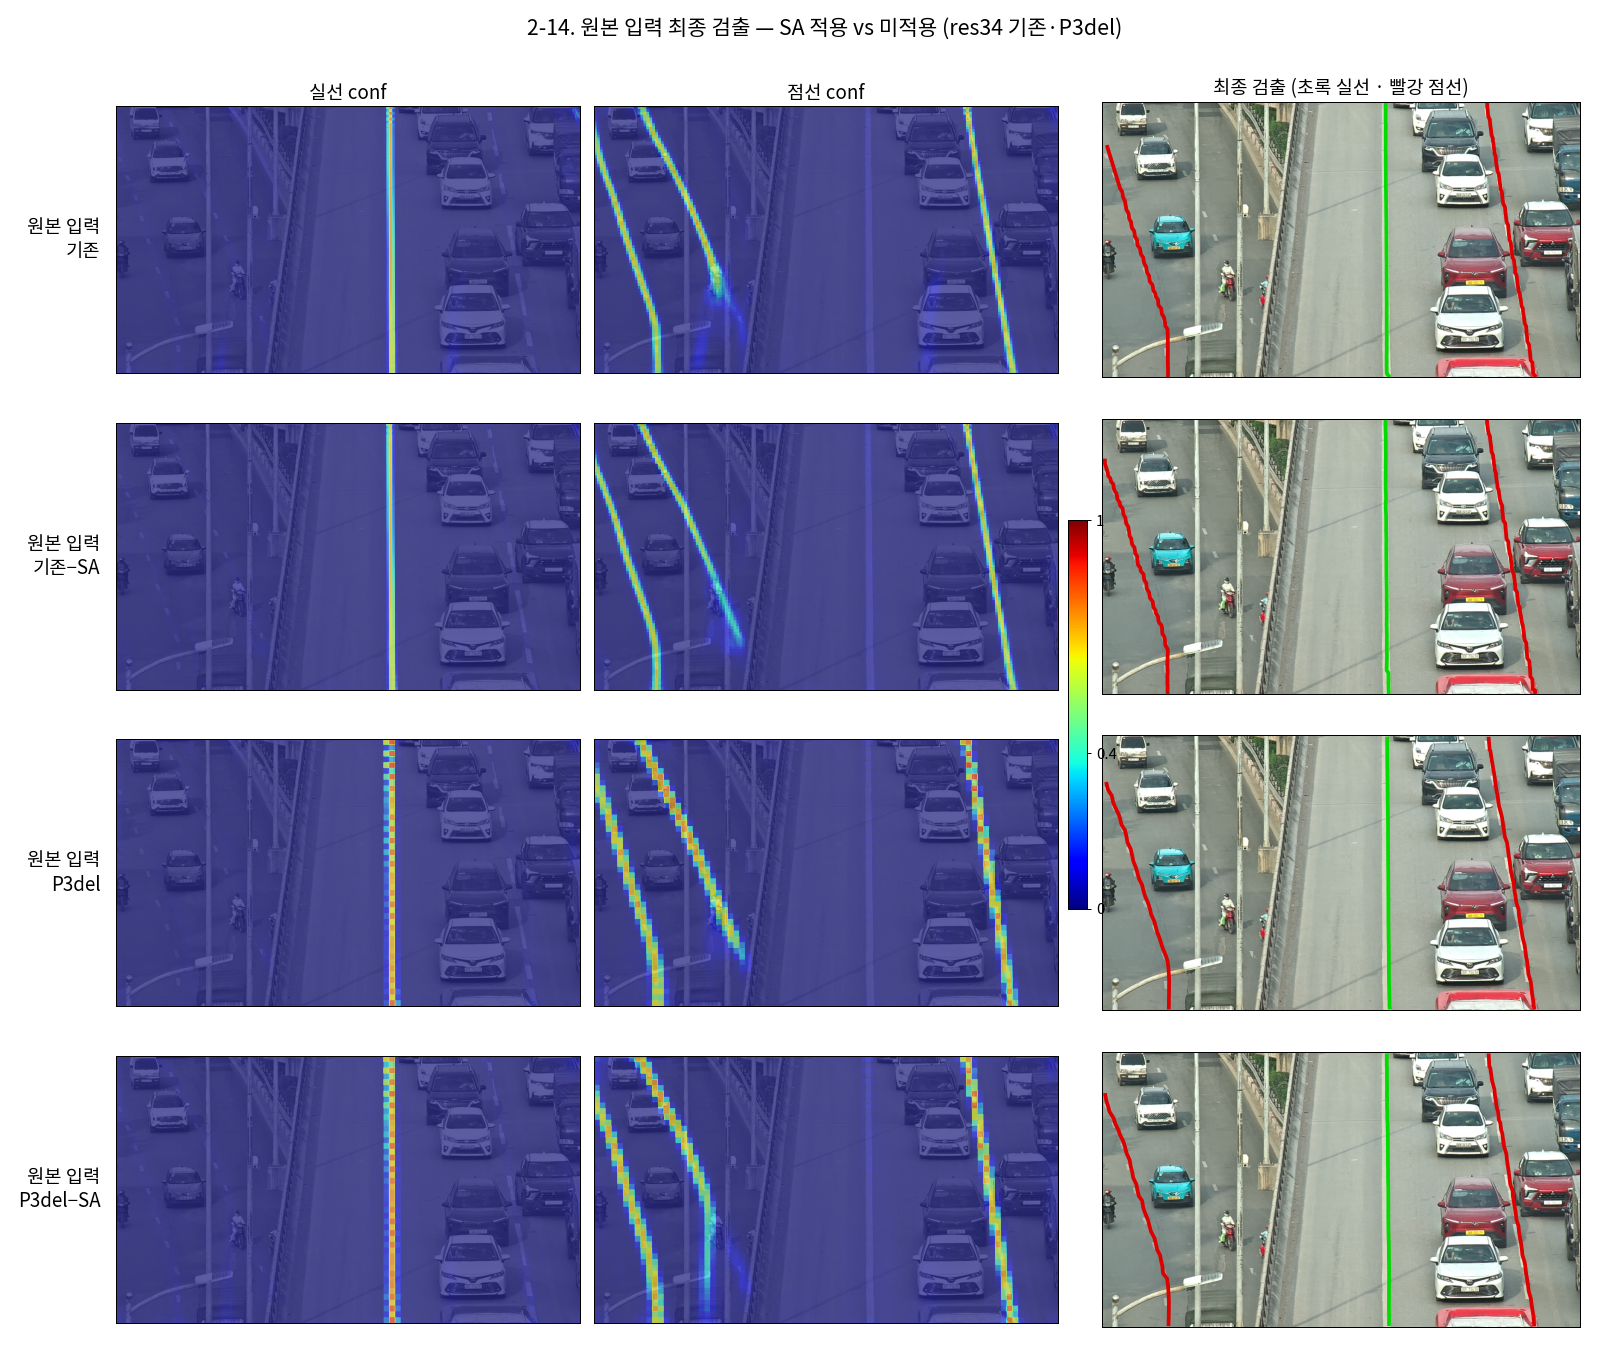 2-14. 원본 입력 최종 검출 — SA 적용 vs 미적용 (res34 기존·P3del)
실선 conf
점선 conf
최종 검출 (초록 실선 · 빨강 점선)
원본 입력
기존
원본 입력
기존−SA
1
0.4
0
원본 입력
P3del
원본 입력
P3del−SA